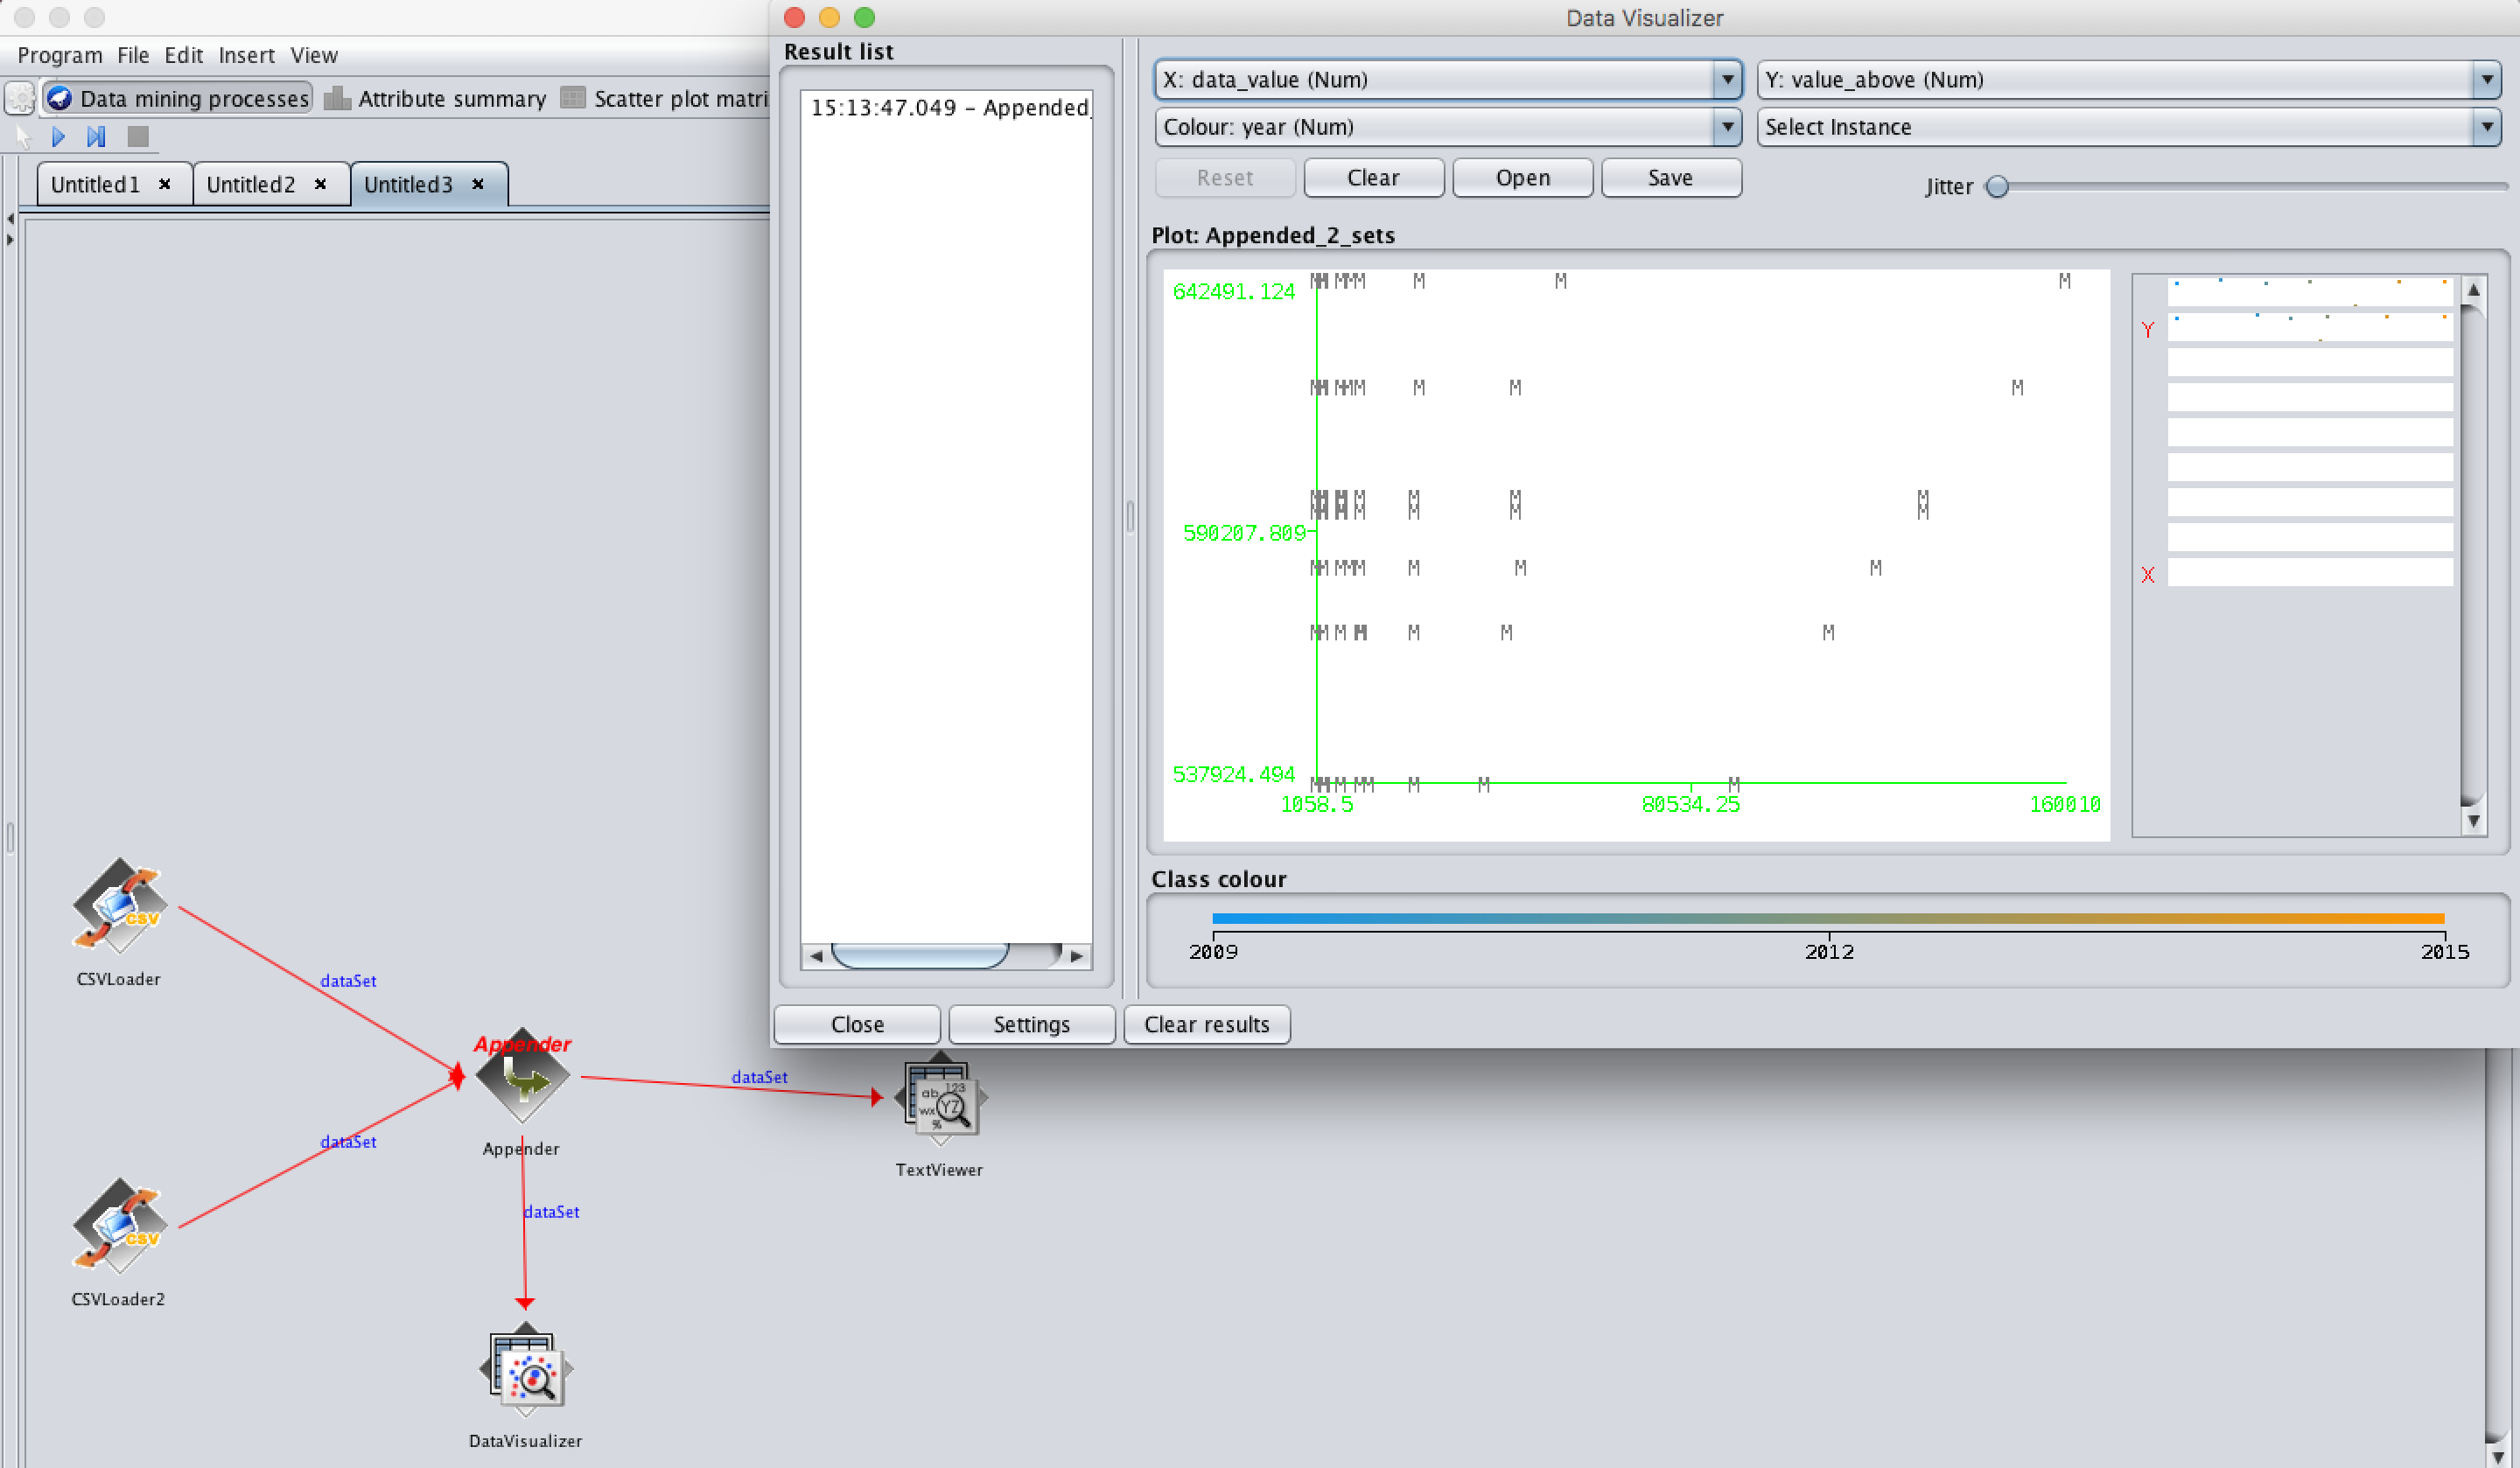 Data Visualizer
Program File Edit Insert View
Data mining processes Attribute summary Scatter plot matri
Untitled1 × Untitled2 × Untitled3 ×
Result list
15:13:47.049 - Appended_
X: data_value (Num) Y: value_above (Num)
Colour: year (Num) Select Instance
Reset Clear Open Save Jitter
Plot: Appended_2_sets
642491.124
590207.809
537924.494
1058.5 80534.25 160010
Y
X
Class colour
2009 2012 2015
Close Settings Clear results
CSVLoader
dataSet
Appender
dataSet
dataSet
Appender
TextViewer
dataSet
CSVLoader2
DataVisualizer